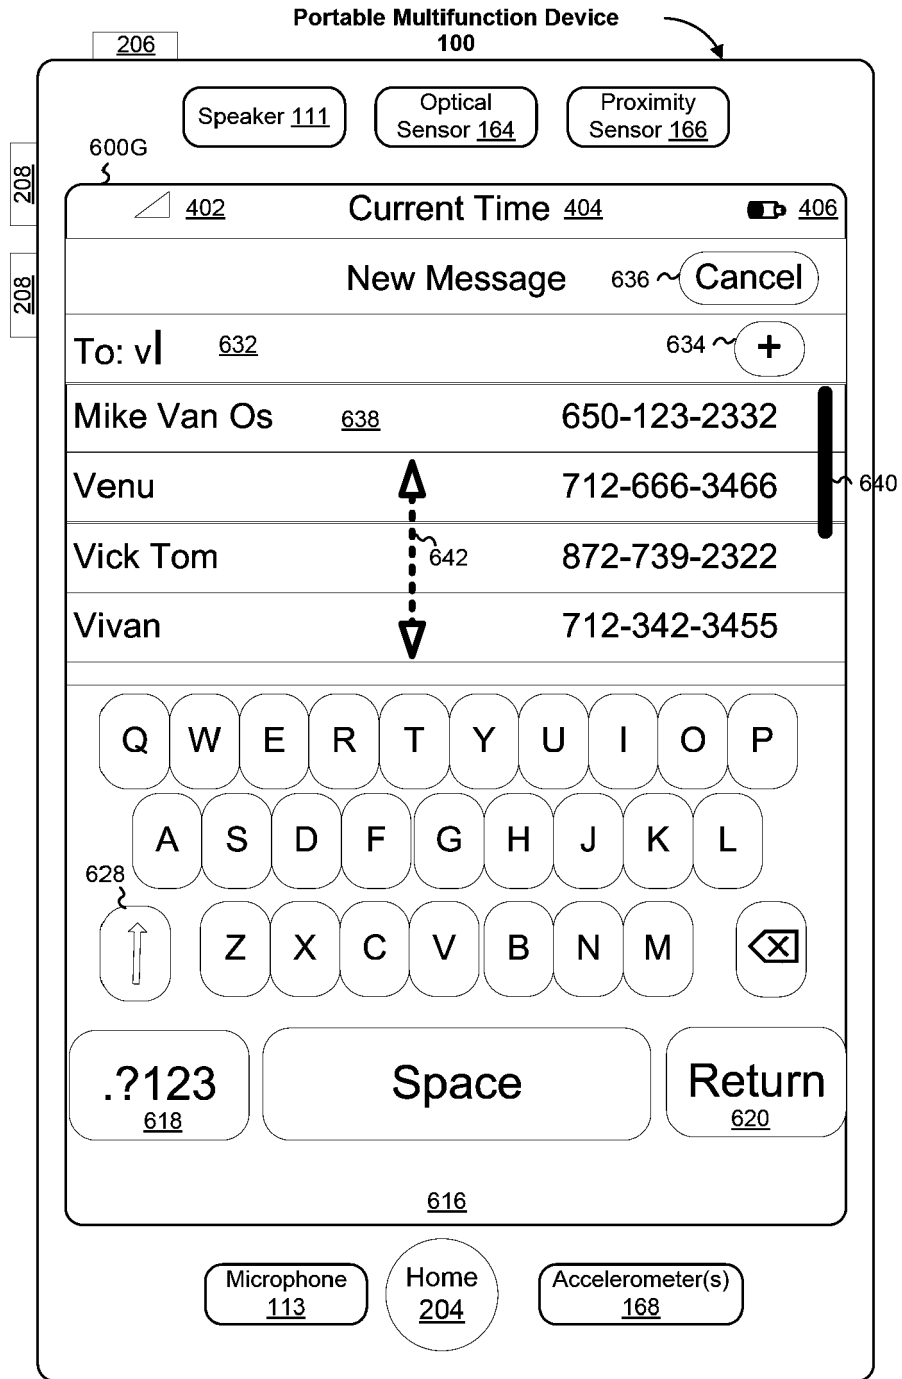 Portable Multifunction Device
100
206
Speaker 111
Optical
Sensor 164
Proximity
Sensor 166
600G
208
208
402
Current Time 404
406
New Message
636
Cancel
To: v
632
634
+
Mike Van Os
638
650-123-2332
640
Venu
712-666-3466
642
Vick Tom
872-739-2322
Vivan
712-342-3455
Q W E R T Y U I O P
A S D F G H J K L
628
Z X C V B N M
.?123
618
Space
Return
620
616
Microphone
113
Home
204
Accelerometer(s)
168